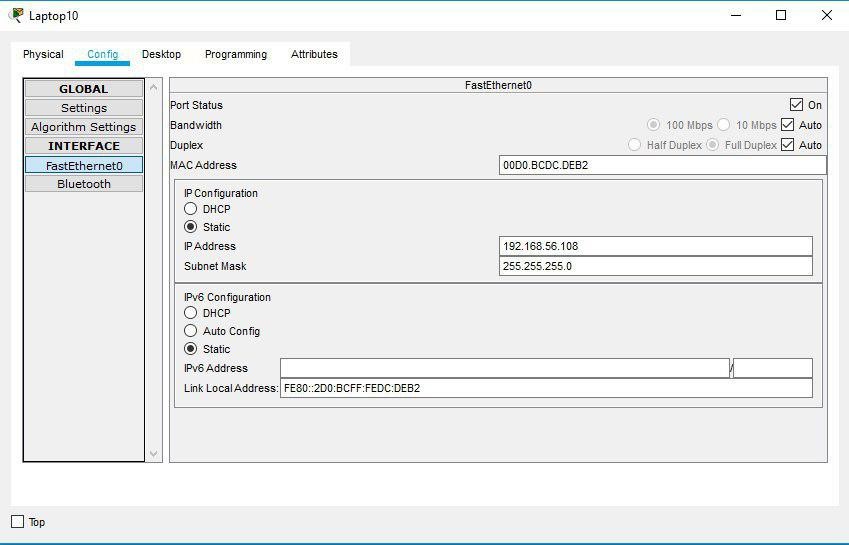 Laptop10
Physical Config Desktop Programming Attributes
GLOBAL
Settings
Algorithm Settings
INTERFACE
FastEthernet0
Bluetooth
FastEthernet0
Port Status On
Bandwidth 100 Mbps 10 Mbps Auto
Duplex Half Duplex Full Duplex Auto
MAC Address 00D0.BCDC.DEB2
IP Configuration
DHCP
Static
IP Address 192.168.56.108
Subnet Mask 255.255.255.0
IPv6 Configuration
DHCP
Auto Config
Static
IPv6 Address /
Link Local Address: FE80::2D0:BCFF:FEDC:DEB2
Top